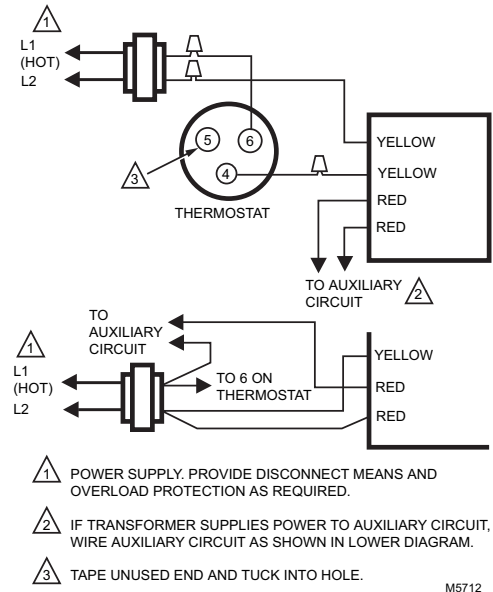 1
L1
(HOT)
L2
5
6
4
3
THERMOSTAT
YELLOW
YELLOW
RED
RED
TO AUXILIARY
CIRCUIT
2
TO
AUXILIARY
CIRCUIT
1
L1
(HOT)
L2
TO 6 ON
THERMOSTAT
YELLOW
RED
RED
1 POWER SUPPLY. PROVIDE DISCONNECT MEANS AND
OVERLOAD PROTECTION AS REQUIRED.
2 IF TRANSFORMER SUPPLIES POWER TO AUXILIARY CIRCUIT,
WIRE AUXILIARY CIRCUIT AS SHOWN IN LOWER DIAGRAM.
3 TAPE UNUSED END AND TUCK INTO HOLE.
M5712